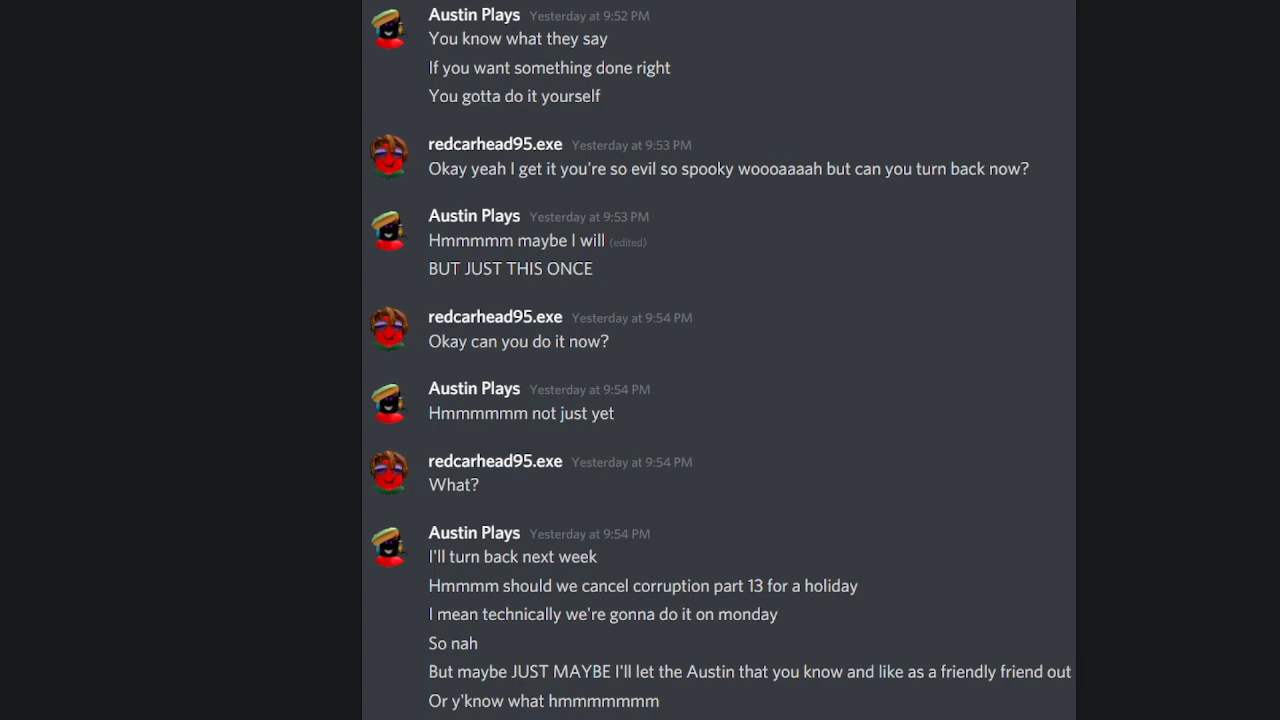 Austin Plays Yesterday at 9:52 PM
You know what they say
If you want something done right
You gotta do it yourself
redcarhead95.exe Yesterday at 9:53 PM
Okay yeah I get it you're so evil so spooky woooaaaah but can you turn back now?
Austin Plays Yesterday at 9:53 PM
Hmmmmm maybe I will (edited)
BUT JUST THIS ONCE
redcarhead95.exe Yesterday at 9:54 PM
Okay can you do it now?
Austin Plays Yesterday at 9:54 PM
Hmmmmmm not just yet
redcarhead95.exe Yesterday at 9:54 PM
What?
Austin Plays Yesterday at 9:54 PM
I'll turn back next week
Hmmmm should we cancel corruption part 13 for a holiday
I mean technically we're gonna do it on monday
So nah
But maybe JUST MAYBE I'll let the Austin that you know and like as a friendly friend out
Or y'know what hmmmmmmm